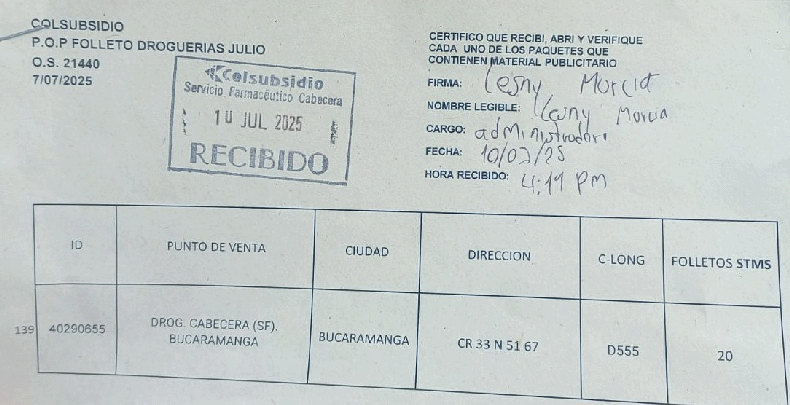 COLSUBSIDIO
P.O.P FOLLETO DROGUERIAS JULIO
O.S. 21440
7/07/2025
Colsubsidio
Servicio Farmacéutico Cabecera
10 JUL 2025
RECIBIDO
CERTIFICO QUE RECIBI, ABRI Y VERIFIQUE
CADA UNO DE LOS PAQUETES QUE
CONTIENEN MATERIAL PUBLICITARIO
FIRMA: Lesny
NOMBRE LEGIBLE: Lesny
CARGO: administradora
FECHA: 10/07/25
HORA RECIBIDO: 4:19 PM
ID PUNTO DE VENTA CIUDAD DIRECCION C-LONG FOLLETOS STMS
139 40290655 DROG. CABECERA (SF). BUCARAMANGA BUCARAMANGA CR 33 N 51 67 D555 20